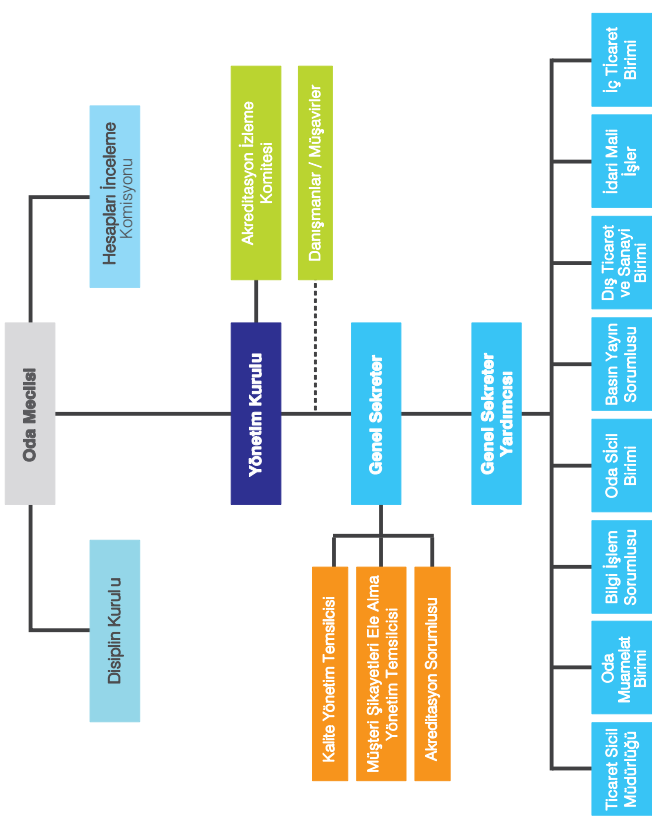 Oda Meclisi
Disiplin Kurulu
Hesapları İnceleme
Komisyonu
Yönetim Kurulu
Akreditasyon İzleme
Komitesi
Danışmanlar / Müşavirler
Genel Sekreter
Kalite Yönetim Temsilcisi
Müşteri Şikayetleri Ele Alma
Yönetim Temsilcisi
Akreditasyon Sorumlusu
Genel Sekreter
Yardımcısı
Ticaret Sicil
Müdürlüğü
Oda
Muamelat
Birimi
Bilgi İşlem
Sorumlusu
Oda Sicil
Birimi
Basın Yayın
Sorumlusu
Dış Ticaret
ve Sanayi
Birimi
İdari Mali
İşler
İç Ticaret
Birimi